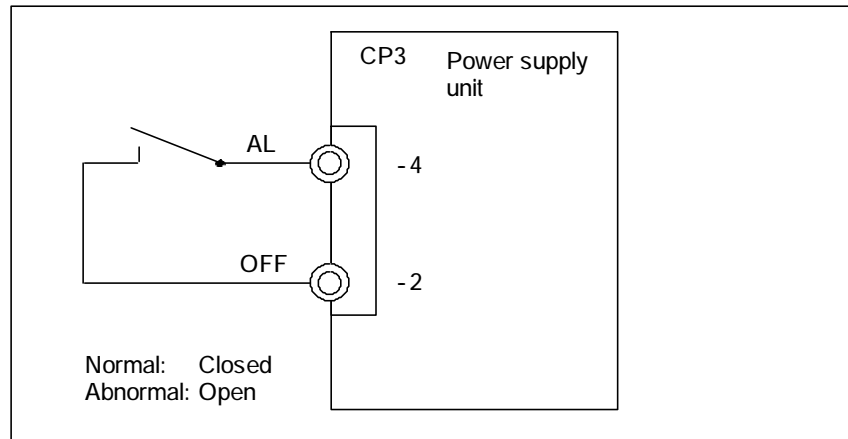 CP3
Power supply
unit
AL
-4
OFF
-2
Normal: Closed
Abnormal: Open